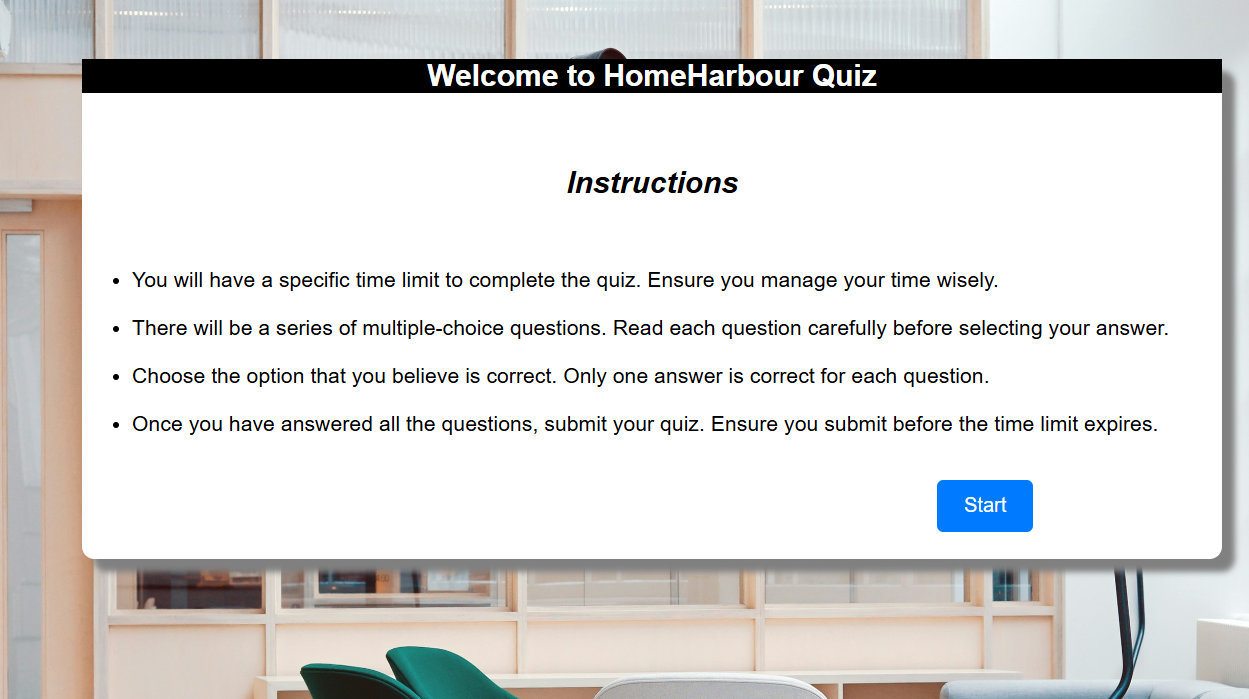 Welcome to HomeHarbour Quiz
Instructions
You will have a specific time limit to complete the quiz. Ensure you manage your time wisely.
There will be a series of multiple-choice questions. Read each question carefully before selecting your answer.
Choose the option that you believe is correct. Only one answer is correct for each question.
Once you have answered all the questions, submit your quiz. Ensure you submit before the time limit expires.
Start